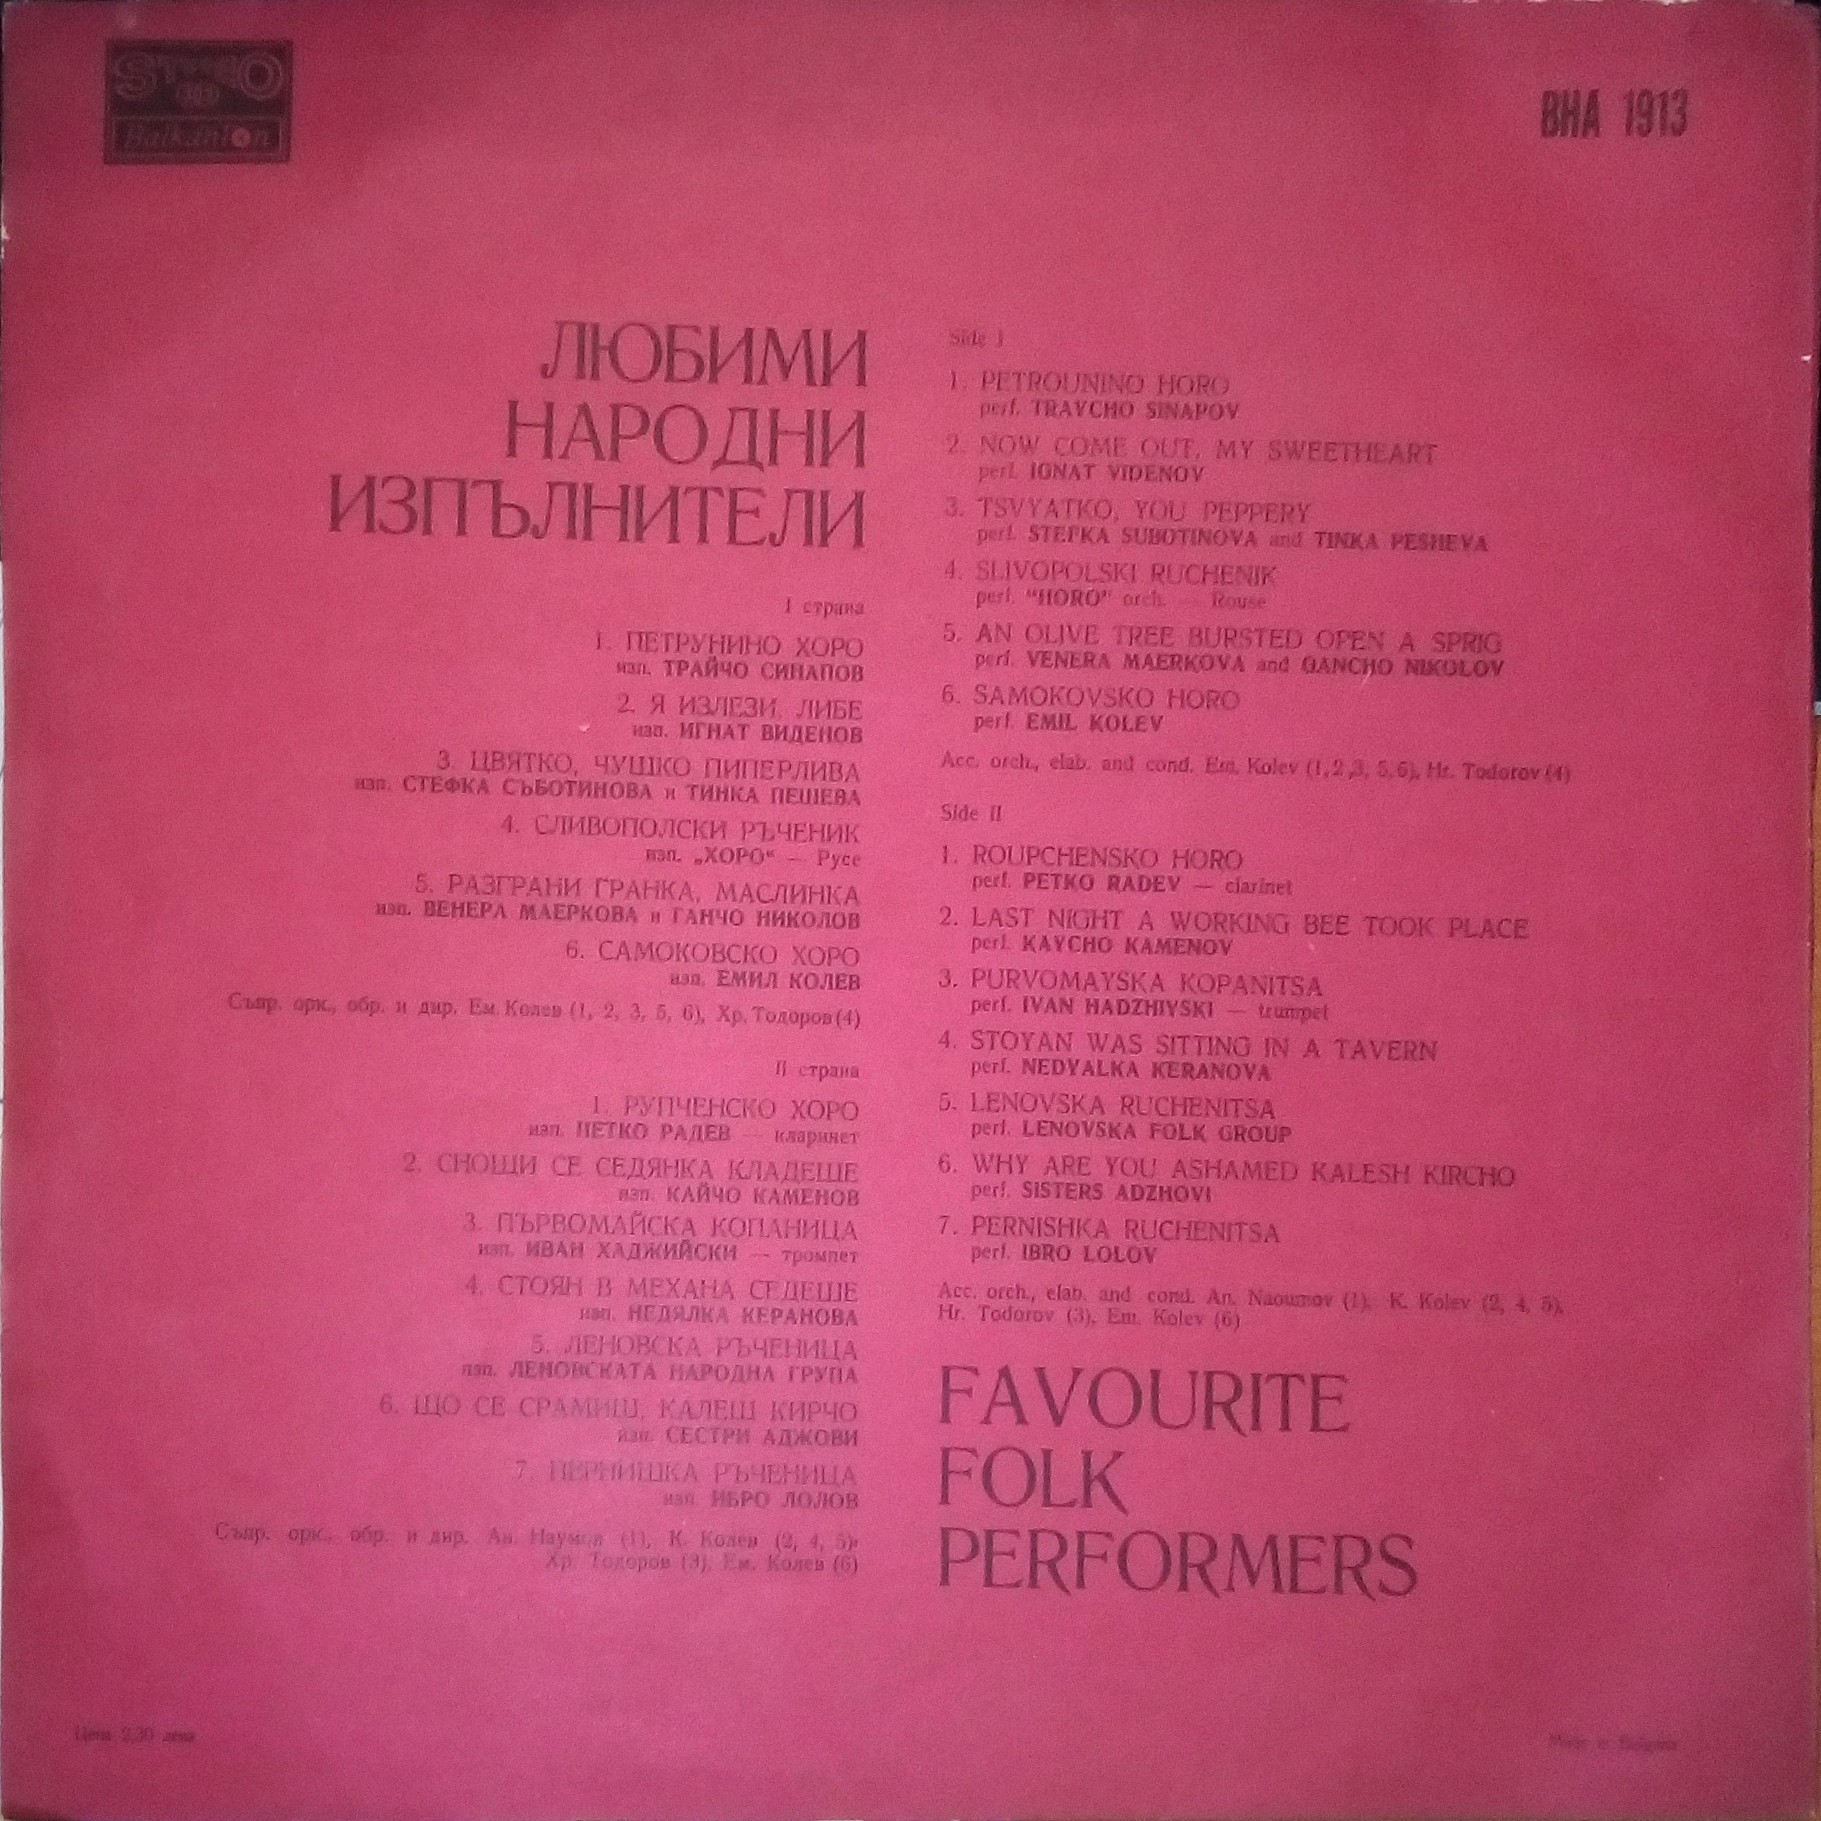 STEREO
Balkanton
ВНА 1913
ЛЮБИМИ
НАРОДНИ
ИЗПЪЛНИТЕЛИ
I страна
1. ПЕТРУНИНО ХОРО
изп. ТРАЙЧО СИНАПОВ
2. Я ИЗЛЕЗИ, ЛИБЕ
изп. ИГНАТ ВИДЕНОВ
3. ЦВЯТКО, ЧУШКО ПИПЕРЛИВА
изп. СТЕФКА СЪБОТИНОВА и ТИНКА ПЕШЕВА
4. СЛИВОПОЛСКИ РЪЧЕНИК
изп. „ХОРО“ — Русе
5. РАЗГРАНИ ГРАНКА, МАСЛИНКА
изп. ВЕНЕРА МАЕРКОВА и ГАНЧО НИКОЛОВ
6. САМОКОВСКО ХОРО
изп. ЕМИЛ КОЛЕВ
Съпр. орк., обр. и дир. Ем. Колев (1, 2, 3, 5, 6), Хр. Тодоров (4)
II страна
1. РУПЧЕНСКО ХОРО
изп. ПЕТКО РАДЕВ — кларинет
2. СНОЩИ СЕ СЕДЯНКА КЛАДЕШЕ
изп. КАЙЧО КАМЕНОВ
3. ПЪРВОМАЙСКА КОПАНИЦА
изп. ИВАН ХАДЖИЙСКИ — тромпет
4. СТОЯН В МЕХАНА СЕДЕШЕ
изп. НЕДЯЛКА КЕРАНОВА
5. ЛЕНОВСКА РЪЧЕНИЦА
изп. ЛЕНОВСКАТА НАРОДНА ГРУПА
6. ЩО СЕ СРАМИШ, КАЛЕШ КИРЧО
изп. СЕСТРИ АДЖОВИ
7. ПЕРНИШКА РЪЧЕНИЦА
изп. ИБРО ЛОЛОВ
Съпр. орк., обр. и дир. Ан. Наумов (1), К. Колев (2, 4, 5),
Хр. Тодоров (3), Ем. Колев (6)
Side I
1. PETROUNINO HORO
perf. TRAYCHO SINAPOV
2. NOW COME OUT, MY SWEETHEART
perf. IGNAT VIDENOV
3. TSVYATKO, YOU PEPPERY
perf. STEFKA SUBOTINOVA and TINKA PESHEVA
4. SLIVOPOLSKI RUCHENIK
perf. "HORO" orch. — Rouse
5. AN OLIVE TREE BURSTED OPEN A SPRIG
perf. VENERA MAERKOVA and GANCHO NIKOLOV
6. SAMOKOVSKO HORO
perf. EMIL KOLEV
Acc. orch., elab. and cond. Em. Kolev (1,2,3, 5,6), Hr. Todorov (4)
Side II
1. ROUPCHENSKO HORO
perf. PETKO RADEV — clarinet
2. LAST NIGHT A WORKING BEE TOOK PLACE
perf. KAYCHO KAMENOV
3. PURVOMAYSKA KOPANITSA
perf. IVAN HADZHIYSKI — trumpet
4. STOYAN WAS SITTING IN A TAVERN
perf. NEDYALKA KERANOVA
5. LENOVSKA RUCHENITSA
perf. LENOVSKA FOLK GROUP
6. WHY ARE YOU ASHAMED KALESH KIRCHO
perf. SISTERS ADZHOVI
7. PERNISHKA RUCHENITSA
perf. IBRO LOLOV
Acc. orch., elab. and cond. An. Naoumov (1), K. Kolev (2, 4, 5),
Hr. Todorov (3), Em. Kolev (6)
FAVOURITE
FOLK
PERFORMERS
Цена 2,30 лева
Made in Bulgaria